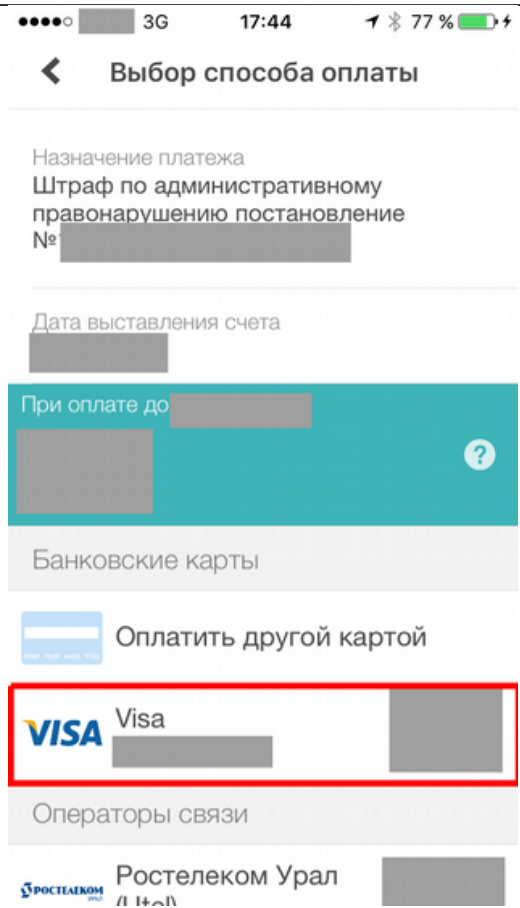 3G 17:44 77 %
Выбор способа оплаты
Назначение платежа
Штраф по административному
правонарушению постановление
№
Дата выставления счета
При оплате до
?
Банковские карты
Оплатить другой картой
VISA Visa
Операторы связи
РОСТЕЛЕКОМ Ростелеком Урал
(Utel)